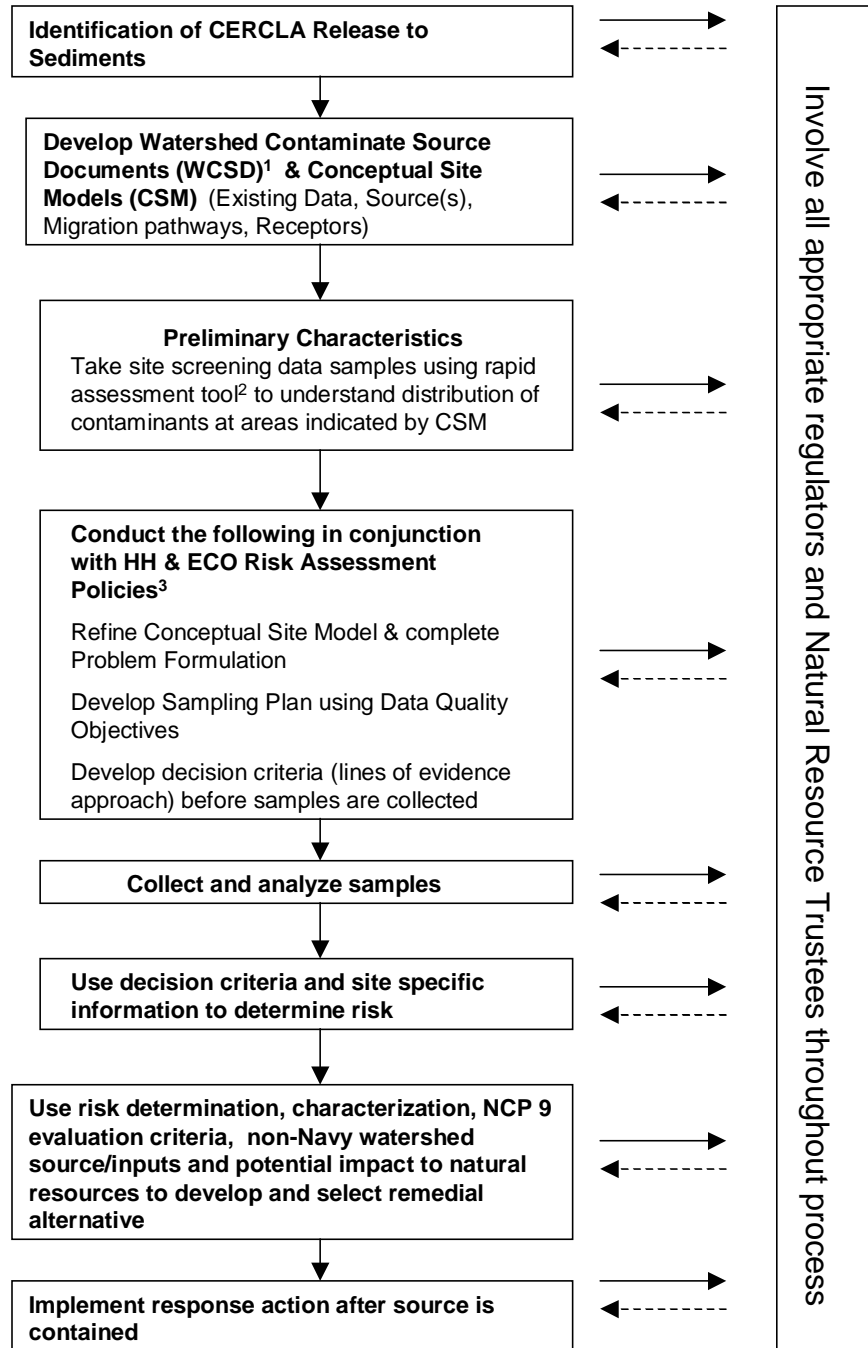 Identification of CERCLA Release to
Sediments
Develop Watershed Contaminate Source
Documents (WCSD)¹ & Conceptual Site
Models (CSM) (Existing Data, Source(s),
Migration pathways, Receptors)
Preliminary Characteristics
Take site screening data samples using rapid
assessment tool² to understand distribution of
contaminants at areas indicated by CSM
Conduct the following in conjunction
with HH & ECO Risk Assessment
Policies³
Refine Conceptual Site Model & complete
Problem Formulation
Develop Sampling Plan using Data Quality
Objectives
Develop decision criteria (lines of evidence
approach) before samples are collected
Collect and analyze samples
Use decision criteria and site specific
information to determine risk
Use risk determination, characterization, NCP 9
evaluation criteria, non-Navy watershed
source/inputs and potential impact to natural
resources to develop and select remedial
alternative
Implement response action after source is
contained
Involve all appropriate regulators and Natural Resource Trustees throughout process